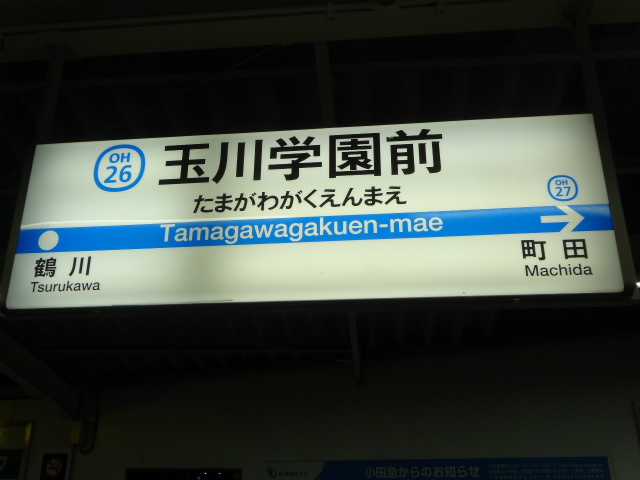 OH
26
玉川学園前
たまがわがくえんまえ
Tamagawagakuen-mae
OH
27
鶴川
Tsurukawa
町田
Machida
小田急からのお知らせ